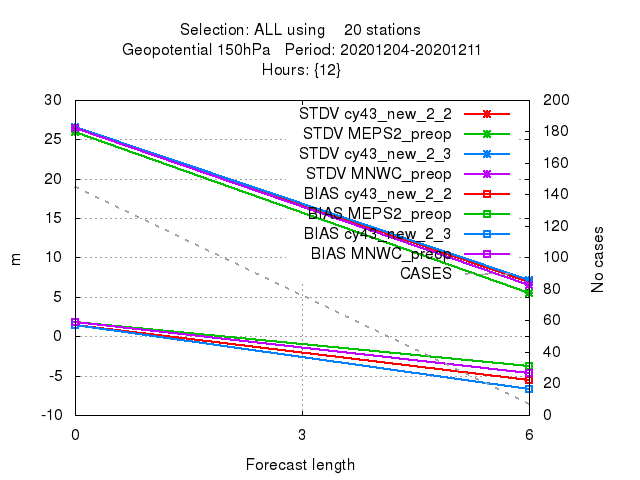 Selection: ALL using 20 stations
Geopotential 150hPa Period: 20201204-20201211
Hours: {12}
30
25
20
15
10
5
0
-5
-10
m
200
180
160
140
120
100
80
60
40
20
0
No cases
STDV cy43_new_2_2
STDV MEPS2_preop
STDV cy43_new_2_3
STDV MNWC_preop
BIAS cy43_new_2_2
BIAS MEPS2_preop
BIAS cy43_new_2_3
BIAS MNWC_preop
CASES
0 3 6
Forecast length